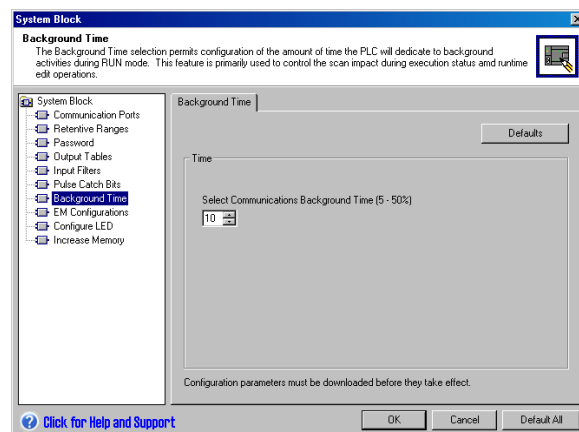 System Block
Background Time
The Background Time selection permits configuration of the amount of time the PLC will dedicate to background
activities during RUN mode. This feature is primarily used to control the scan impact during execution status amd runtime
edit operations.
System Block
Communication Ports
Retentive Ranges
Password
Output Tables
Input Filters
Pulse Catch Bits
Background Time
EM Configurations
Configure LED
Increase Memory
Background Time
Defaults
Time
Select Communications Background Time (5 - 50%)
10
Configuration parameters must be downloaded before they take effect.
Click for Help and Support
OK
Cancel
Default All